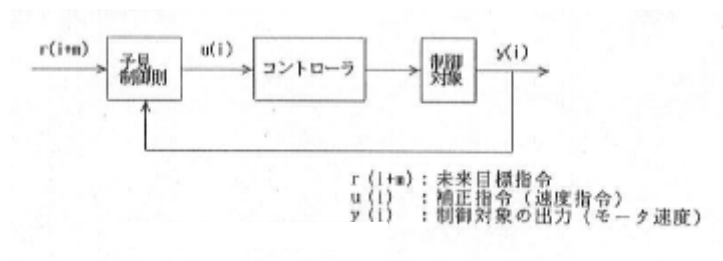 r(i+m)
予見
制御則
u(i)
コントローラ
制御
対象
y(i)
r(i+m):未来目標指令
u(i):補正指令(速度指令)
y(i):制御対象の出力(モータ速度)